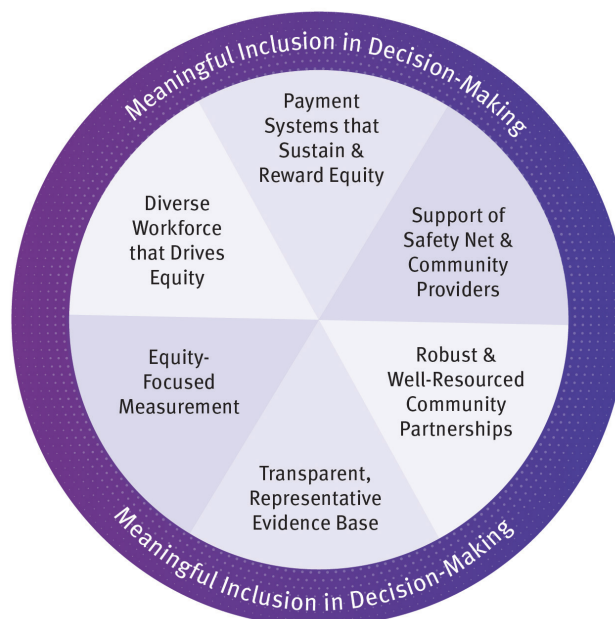 Meaningful Inclusion in Decision-Making
Payment
Systems that
Sustain &
Reward Equity
Support of
Safety Net &
Community
Providers
Robust &
Well-Resourced
Community
Partnerships
Transparent,
Representative
Evidence Base
Equity-
Focused
Measurement
Diverse
Workforce
that Drives
Equity
Meaningful Inclusion in Decision-Making